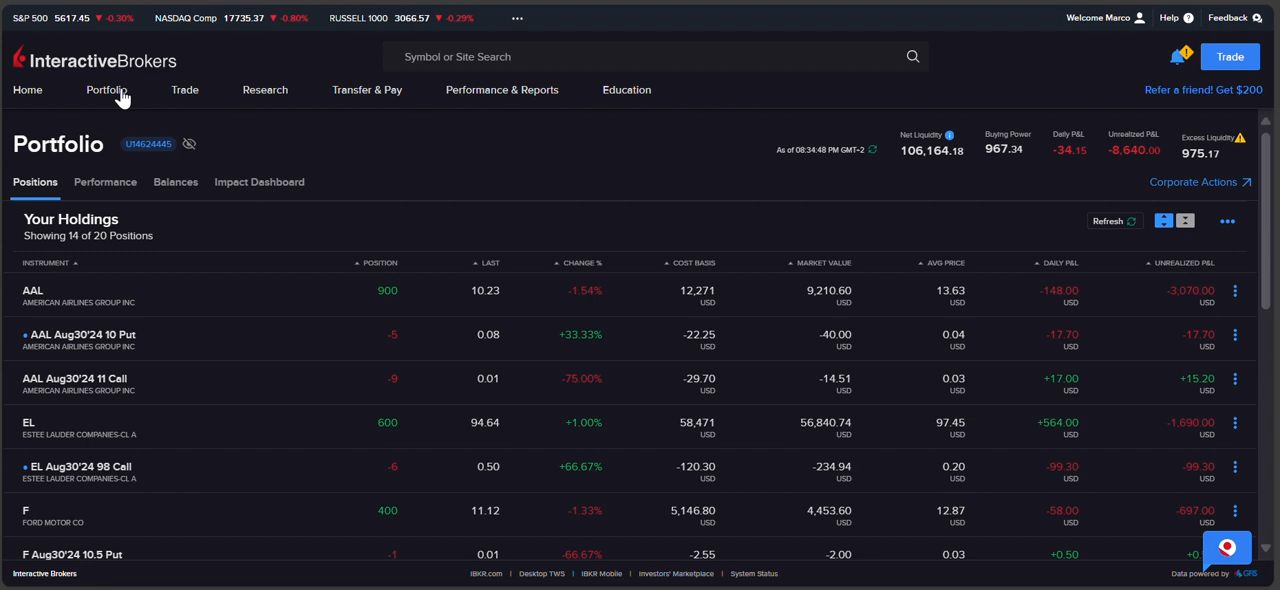 S&P 500 5617.45 ▼ -0.30% NASDAQ Comp 17735.37 ▼ -0.80% RUSSELL 1000 3066.57 ▼ -0.29% ••• Welcome Marco Help ? Feedback
InteractiveBrokers Symbol or Site Search Trade
Home Portfolio Trade Research Transfer & Pay Performance & Reports Education Refer a friend! Get $200
Portfolio U14624445 As of 08:34:48 PM GMT-2
Net Liquidity Buying Power Daily P&L Unrealized P&L Excess Liquidity
106,164.18 967.34 -34.15 -8,640.00 975.17
Positions Performance Balances Impact Dashboard Corporate Actions
Your Holdings Refresh
Showing 14 of 20 Positions
INSTRUMENT POSITION LAST CHANGE % COST BASIS MARKET VALUE AVG PRICE DAILY P&L UNREALIZED P&L
AAL 900 10.23 -1.54% 12,271 9,210.60 13.63 -148.00 -3,070.00
AMERICAN AIRLINES GROUP INC USD USD USD USD USD
• AAL Aug30'24 10 Put -5 0.08 +33.33% -22.25 -40.00 0.04 -17.70 -17.70
AMERICAN AIRLINES GROUP INC USD USD USD USD USD
AAL Aug30'24 11 Call -9 0.01 -75.00% -29.70 -14.51 0.03 +17.00 +15.20
AMERICAN AIRLINES GROUP INC USD USD USD USD USD
EL 600 94.64 +1.00% 58,471 56,840.74 97.45 +564.00 -1,690.00
ESTEE LAUDER COMPANIES-CL A USD USD USD USD USD
• EL Aug30'24 98 Call -6 0.50 +66.67% -120.30 -234.94 0.20 -99.30 -99.30
ESTEE LAUDER COMPANIES-CL A USD USD USD USD USD
F 400 11.12 -1.33% 5,146.80 4,453.60 12.87 -58.00 -697.00
FORD MOTOR CO USD USD USD USD USD
F Aug30'24 10.5 Put -1 0.01 -66.67% -2.55 -2.00 0.03 +0.50
Interactive Brokers IBKR.com | Desktop TWS | IBKR Mobile | Investors' Marketplace | System Status Data powered by GFIS